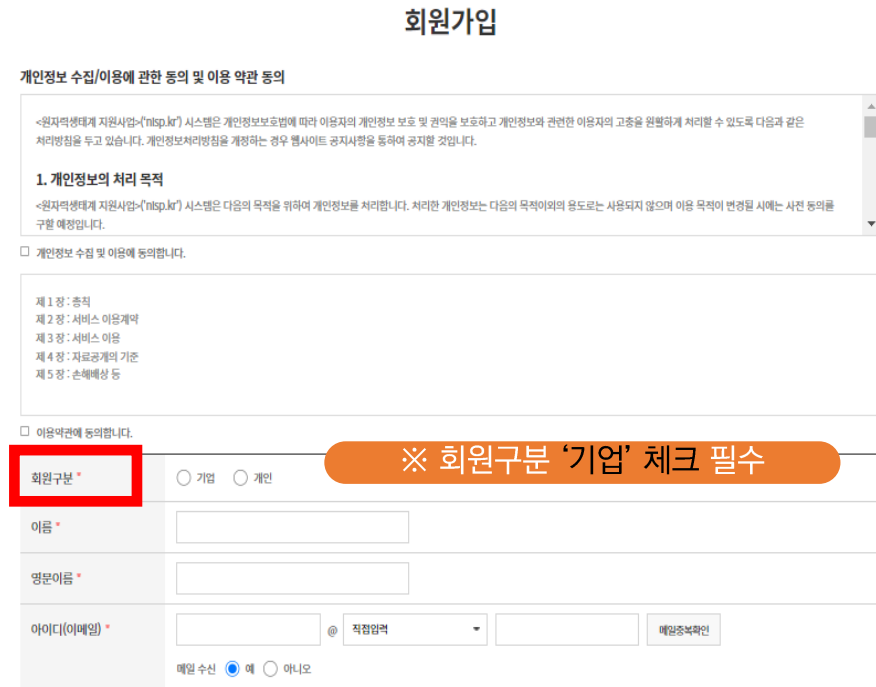 회원가입
개인정보 수집/이용에 관한 동의 및 이용 약관 동의
<원자력생태계 지원사업>('ntsp.kr') 시스템은 개인정보보호법에 따라 이용자의 개인정보 보호 및 권익을 보호하고 개인정보와 관련한 이용자의 고충을 원활하게 처리할 수 있도록 다음과 같은
처리방침을 두고 있습니다. 개인정보처리방침을 개정하는 경우 웹사이트 공지사항을 통하여 공지할 것입니다.
1. 개인정보의 처리 목적
<원자력생태계 지원사업>('ntsp.kr') 시스템은 다음의 목적을 위하여 개인정보를 처리합니다. 처리한 개인정보는 다음의 목적이외의 용도로는 사용되지 않으며 이용 목적이 변경될 시에는 사전 동의를
구할 예정입니다.
개인정보 수집 및 이용에 동의합니다.
제 1 장 : 총칙
제 2 장 : 서비스 이용계약
제 3 장 : 서비스 이용
제 4 장 : 자료공개의 기준
제 5 장 : 손해배상 등
이용약관에 동의합니다.
※ 회원구분 ‘기업’ 체크 필수
회원구분 * 기업 개인
이름 *
영문이름 *
아이디(이메일) * @ 직접입력 메일중복확인
메일 수신 예 아니오